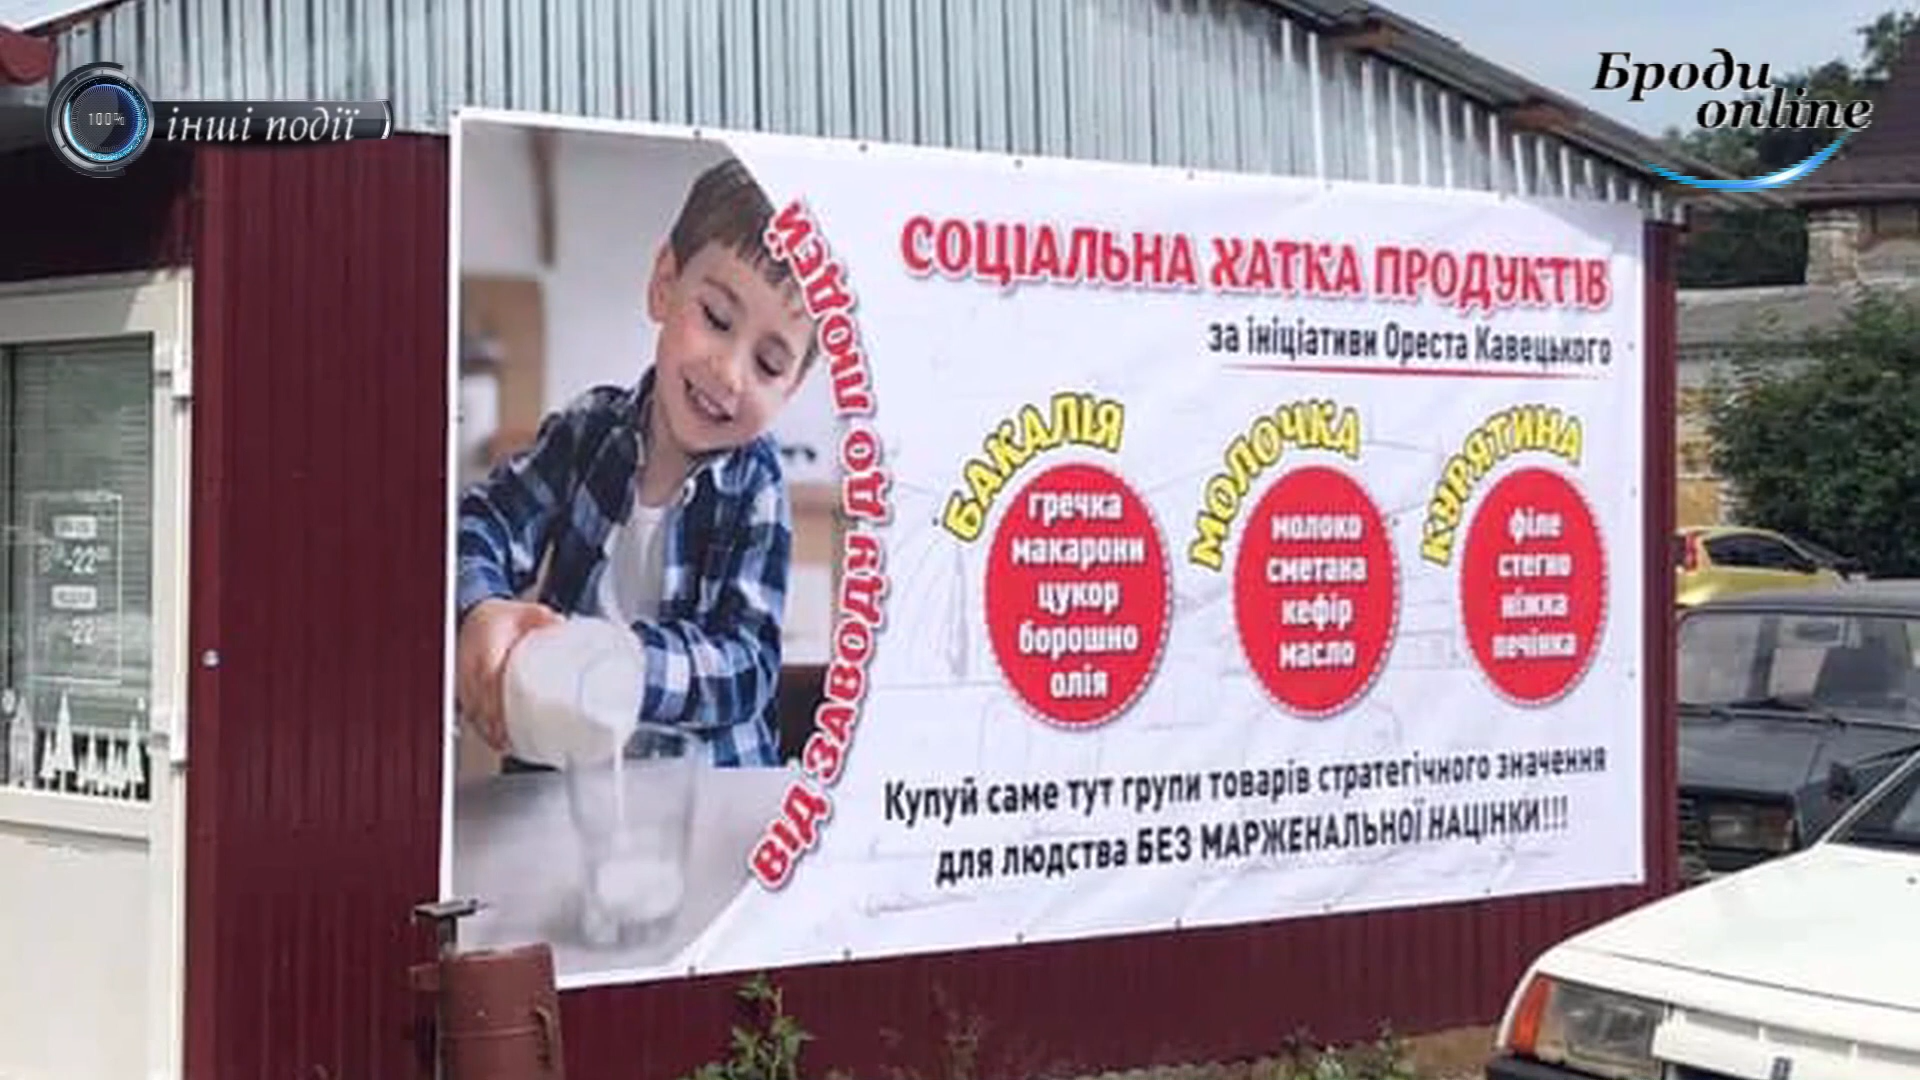 100%
інші події
Броди
online
ВІД ЗАВОДУ ДО ЛЮДЕЙ
СОЦІАЛЬНА ХАТКА ПРОДУКТІВ
за ініціативи Ореста Кавецького
БАКАЛІЯ
гречка
макарони
цукор
борошно
олія
МОЛОЧКА
молоко
сметана
кефір
масло
КУРЯТИНА
філе
стегно
ніжка
печінка
Купуй саме тут групи товарів стратегічного значення
для людства БЕЗ МАРЖЕНАЛЬНОЇ НАЦІНКИ!!!